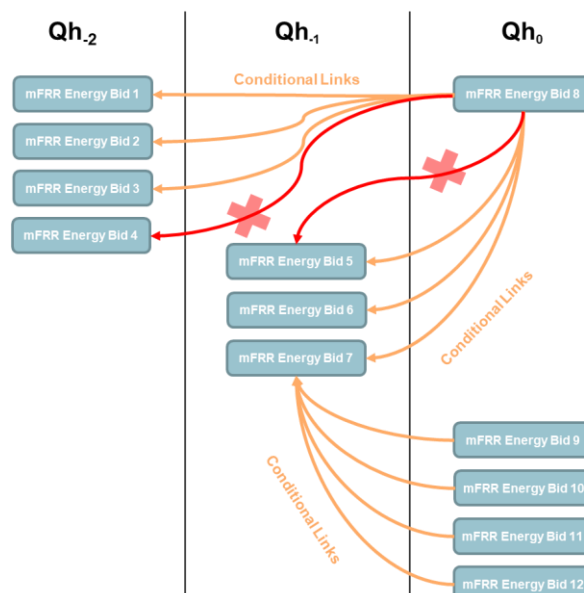 Qh-2
Qh-1
Qh0
Conditional Links
mFRR Energy Bid 1
mFRR Energy Bid 8
mFRR Energy Bid 2
mFRR Energy Bid 3
mFRR Energy Bid 4
mFRR Energy Bid 5
mFRR Energy Bid 6
mFRR Energy Bid 7
Conditional Links
mFRR Energy Bid 9
Conditional Links
mFRR Energy Bid 10
mFRR Energy Bid 11
mFRR Energy Bid 12